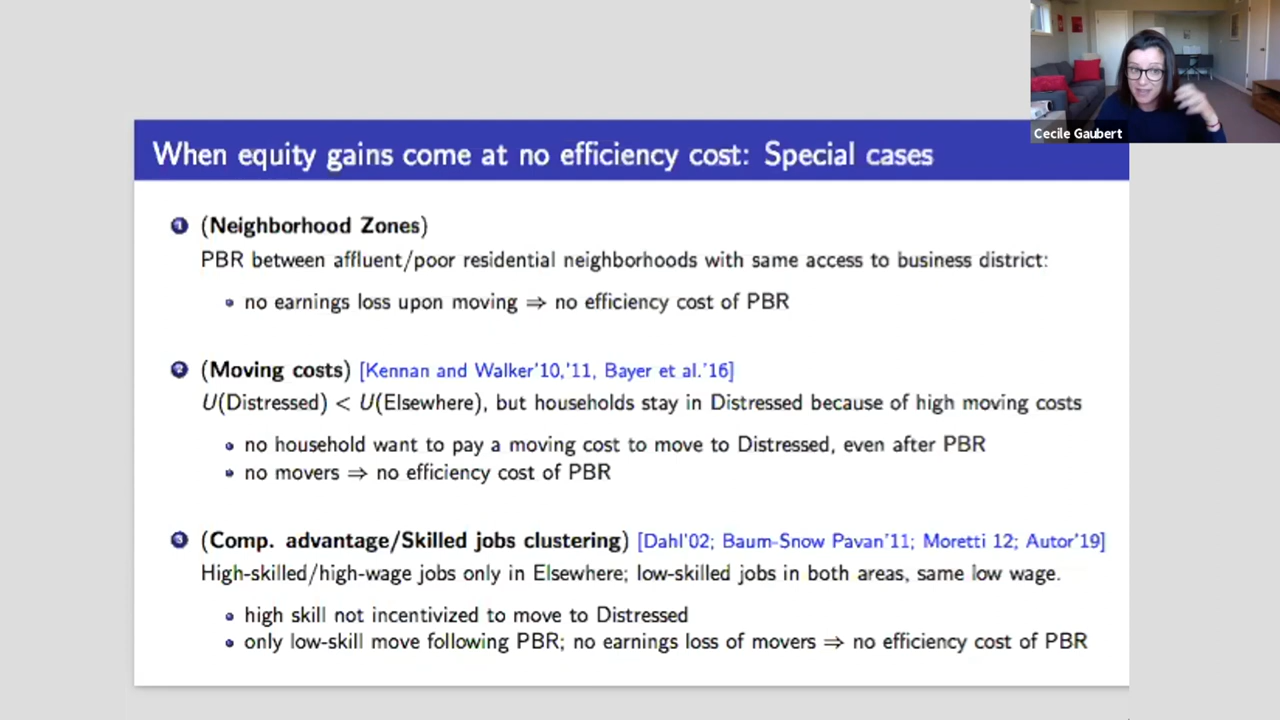 Cecile Gaubert
When equity gains come at no efficiency cost: Special cases
1 (Neighborhood Zones)
PBR between affluent/poor residential neighborhoods with same access to business district:
• no earnings loss upon moving ⇒ no efficiency cost of PBR
2 (Moving costs) [Kennan and Walker'10,'11, Bayer et al.'16]
U(Distressed) < U(Elsewhere), but households stay in Distressed because of high moving costs
• no household want to pay a moving cost to move to Distressed, even after PBR
• no movers ⇒ no efficiency cost of PBR
3 (Comp. advantage/Skilled jobs clustering) [Dahl'02; Baum-Snow Pavan'11; Moretti 12; Autor'19]
High-skilled/high-wage jobs only in Elsewhere; low-skilled jobs in both areas, same low wage.
• high skill not incentivized to move to Distressed
• only low-skill move following PBR; no earnings loss of movers ⇒ no efficiency cost of PBR